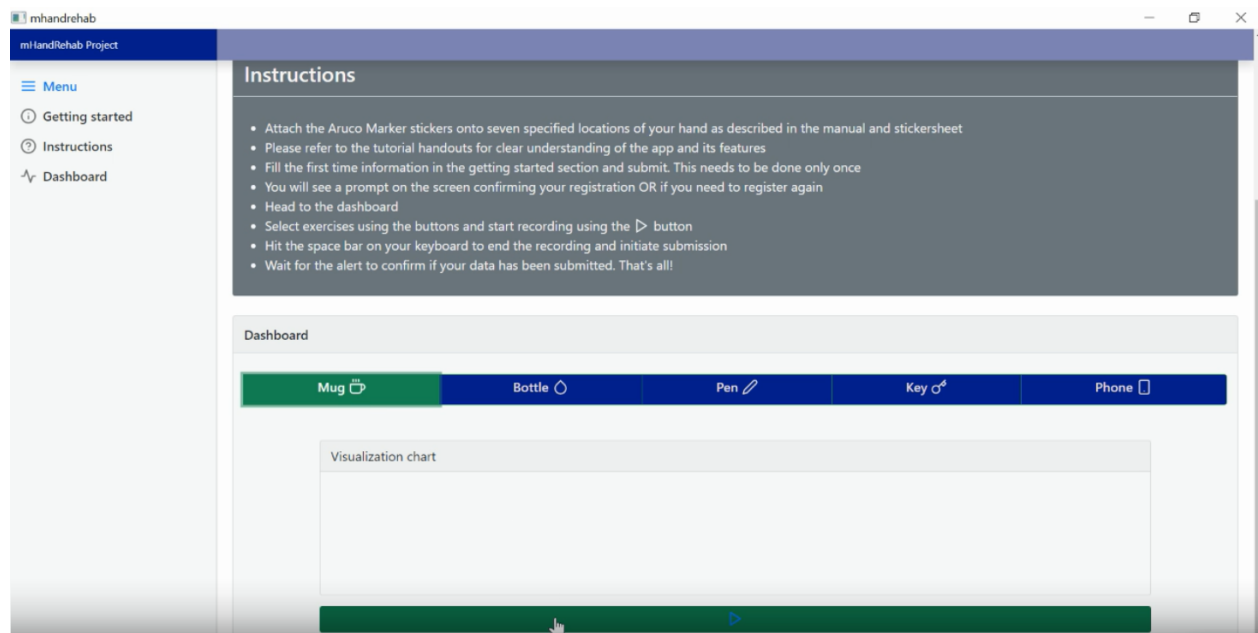 mhandrehab
mHandRehab Project
Menu
Getting started
Instructions
Dashboard
Instructions
Attach the Aruco Marker stickers onto seven specified locations of your hand as described in the manual and stickersheet
Please refer to the tutorial handouts for clear understanding of the app and its features
Fill the first time information in the getting started section and submit. This needs to be done only once
You will see a prompt on the screen confirming your registration OR if you need to register again
Head to the dashboard
Select exercises using the buttons and start recording using the ▷ button
Hit the space bar on your keyboard to end the recording and initiate submission
Wait for the alert to confirm if your data has been submitted. That's all!
Dashboard
Mug Bottle Pen Key Phone
Visualization chart